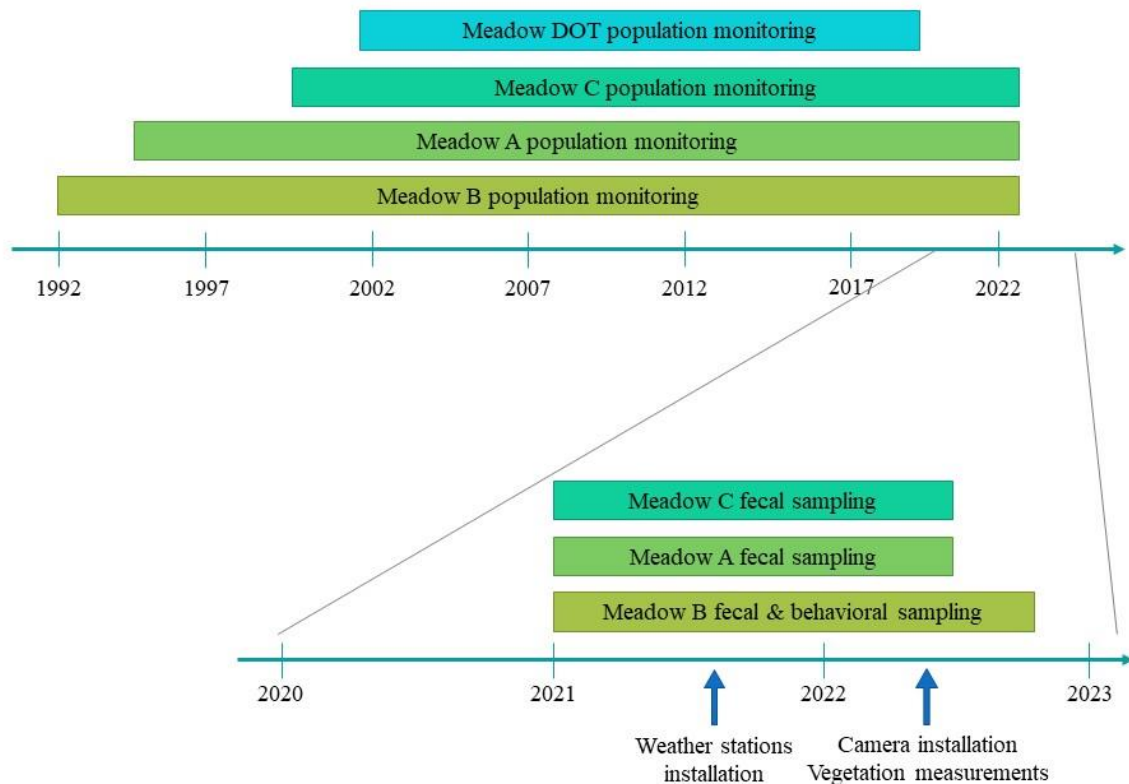 Meadow DOT population monitoring
Meadow C population monitoring
Meadow A population monitoring
Meadow B population monitoring
1992 1997 2002 2007 2012 2017 2022
Meadow C fecal sampling
Meadow A fecal sampling
Meadow B fecal & behavioral sampling
2020 2021 2022 2023
Weather stations
installation
Camera installation
Vegetation measurements